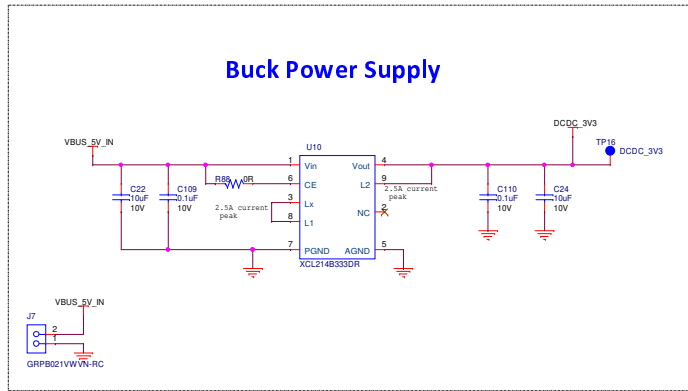 Buck Power Supply
DCDC_3V3
VBUS_5V_IN
U10
TP16
DCDC_3V3
1 Vin Vout 4
R88 0R
6 CE L2 9
C22
10uF
10V
C109
0.1uF
10V
3 Lx
2.5A current
peak
8 L1
2.5A current
peak
NC 2
C110
0.1uF
10V
C24
10uF
10V
7 PGND AGND 5
XCL214B333DR
VBUS_5V_IN
J7
2
1
GRPB021VWVN-RC